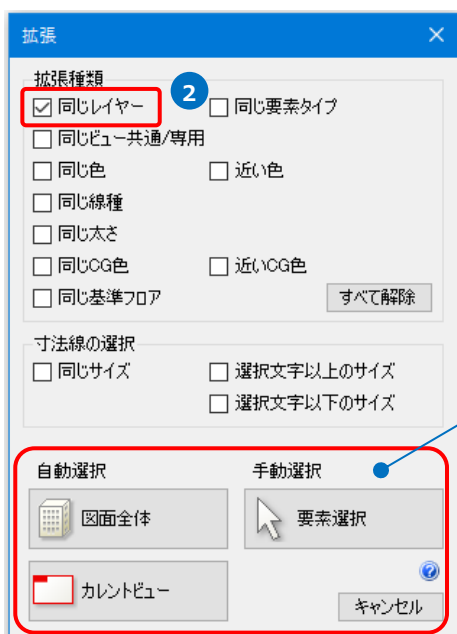 拡張
拡張種類
同じレイヤー 2 同じ要素タイプ
同じビュー共通/専用
同じ色 近い色
同じ線種
同じ太さ
同じCG色 近いCG色
同じ基準フロア すべて解除
寸法線の選択
同じサイズ 選択文字以上のサイズ
選択文字以下のサイズ
自動選択 手動選択
図面全体 要素選択
カレントビュー ?
キャンセル